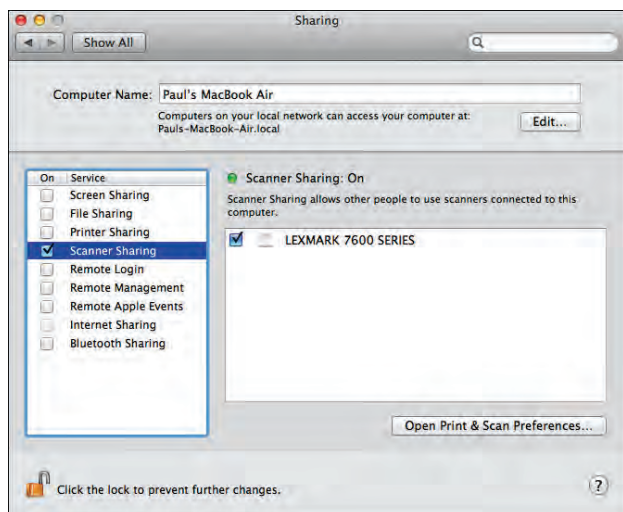 Sharing
Show All
Computer Name: Paul's MacBook Air
Computers on your local network can access your computer at:
Pauls-MacBook-Air.local
Edit...
On Service
Screen Sharing
File Sharing
Printer Sharing
Scanner Sharing
Remote Login
Remote Management
Remote Apple Events
Internet Sharing
Bluetooth Sharing
Scanner Sharing: On
Scanner Sharing allows other people to use scanners connected to this
computer.
LEXMARK 7600 SERIES
Open Print & Scan Preferences...
Click the lock to prevent further changes.
?